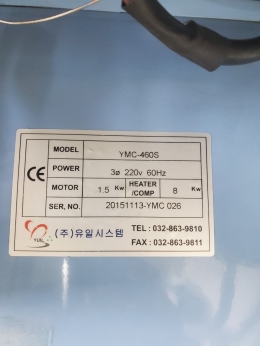 MODEL YMC-460S
POWER 3ø 220v 60Hz
MOTOR 1.5 Kw HEATER /COMP 8 Kw
SER, NO. 20151113-YMC 026
CE
(주)유일시스템
TEL : 032-863-9810
FAX : 032-863-9811